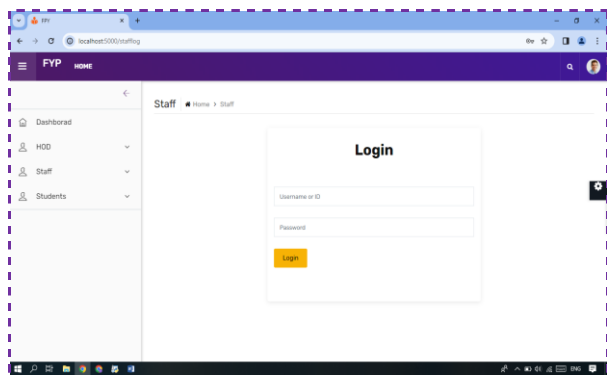 FYP
localhost:5000/stafflog
FYP HOME
Staff Home > Staff
Dashborad
HOD
Staff
Students
Login
Username or ID
Password
Login
ENG